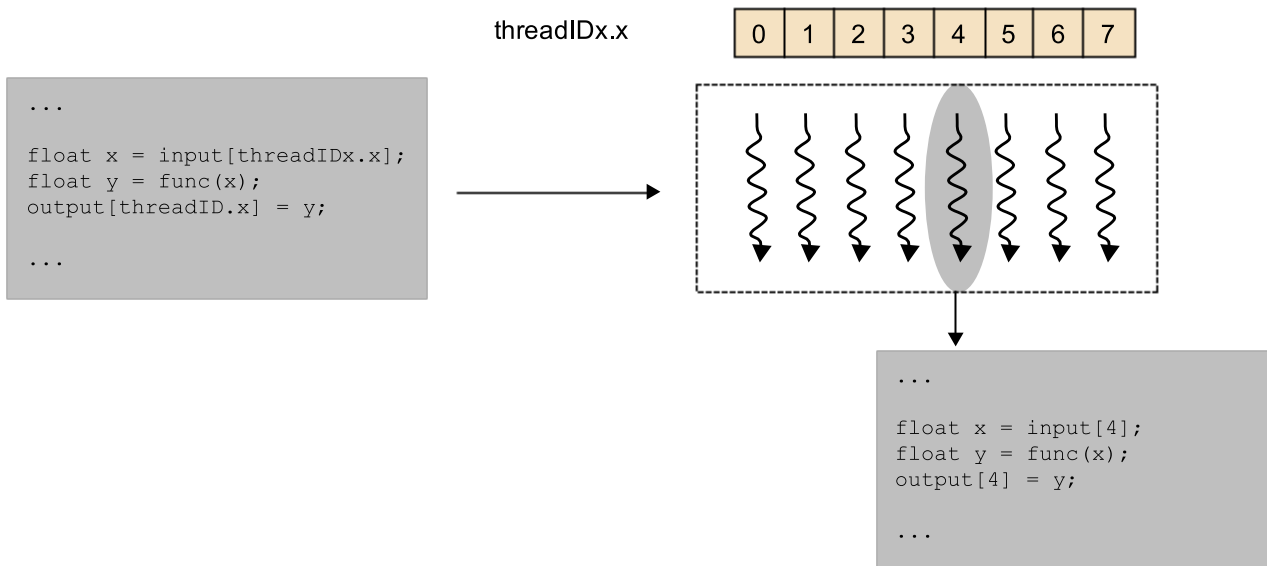 threadIDx.x
0 1 2 3 4 5 6 7
...
float x = input[threadIDx.x];
float y = func(x);
output[threadID.x] = y;
...
...
float x = input[4];
float y = func(x);
output[4] = y;
...